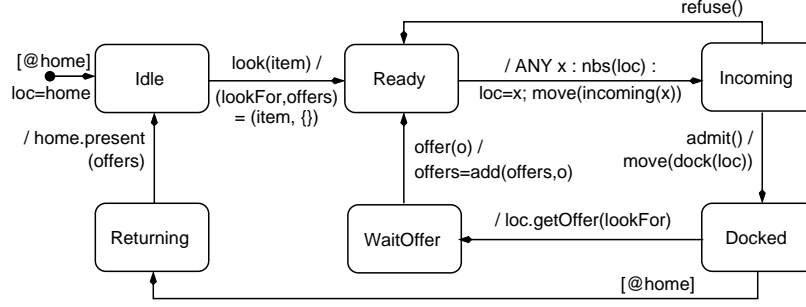 refuse()
[@home]
loc=home
Idle
look(item) /
(lookFor,offers)
= (item, {})
Ready
/ ANY x : nbs(loc) :
loc=x; move(incoming(x))
Incoming
/ home.present
(offers)
offer(o) /
offers=add(offers,o)
admit() /
move(dock(loc))
Returning
WaitOffer
/ loc.getOffer(lookFor)
Docked
[@home]